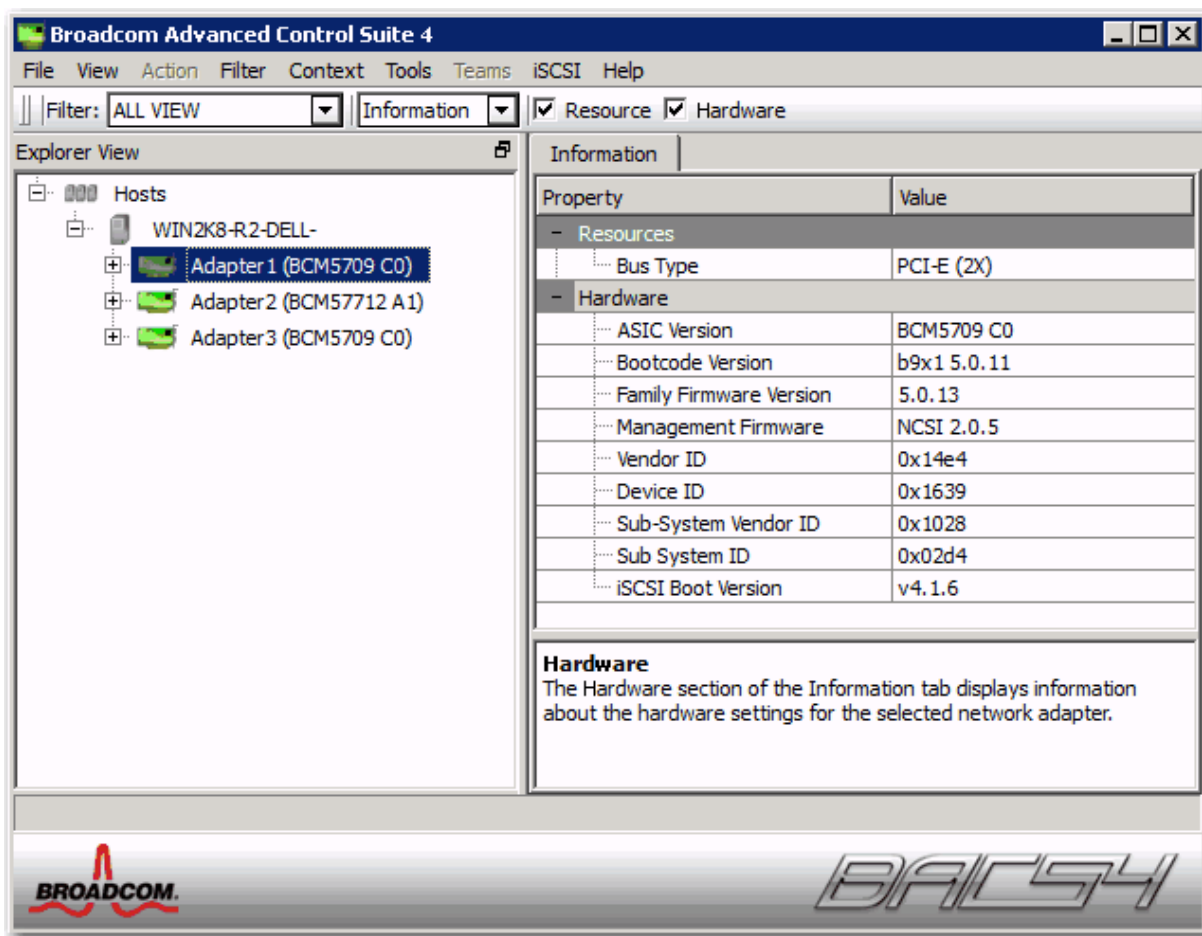 Broadcom Advanced Control Suite 4
File View Action Filter Context Tools Teams iSCSI Help
Filter: ALL VIEW Information Resource Hardware
Explorer View
Hosts
WIN2K8-R2-DELL-
Adapter1 (BCM5709 C0)
Adapter2 (BCM57712 A1)
Adapter3 (BCM5709 C0)
Information
Property Value
Resources
Bus Type PCI-E (2X)
Hardware
ASIC Version BCM5709 C0
Bootcode Version b9x1 5.0.11
Family Firmware Version 5.0.13
Management Firmware NCSI 2.0.5
Vendor ID 0x14e4
Device ID 0x1639
Sub-System Vendor ID 0x1028
Sub System ID 0x02d4
iSCSI Boot Version v4.1.6
Hardware
The Hardware section of the Information tab displays information
about the hardware settings for the selected network adapter.
BROADCOM.
BACS4